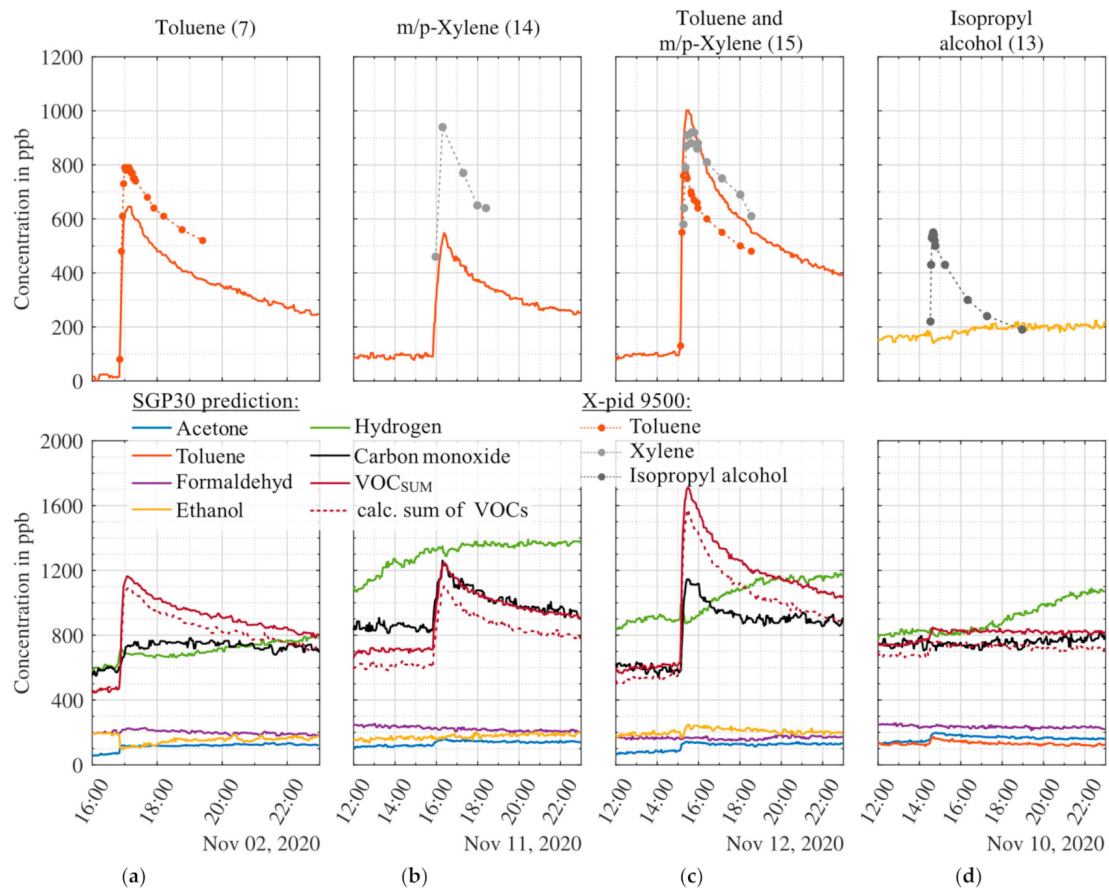 Toluene (7)
m/p-Xylene (14)
Toluene and
m/p-Xylene (15)
Isopropyl
alcohol (13)
Concentration in ppb
1200
1000
800
600
400
200
0
SGP30 prediction:
Acetone
Toluene
Formaldehyd
Ethanol
Hydrogen
Carbon monoxide
VOCSUM
calc. sum of VOCs
X-pid 9500:
Toluene
Xylene
Isopropyl alcohol
Concentration in ppb
2000
1600
1200
800
400
0
16:00
18:00
20:00
22:00
Nov 02, 2020
12:00
14:00
16:00
18:00
20:00
22:00
Nov 11, 2020
12:00
14:00
16:00
18:00
20:00
22:00
Nov 12, 2020
12:00
14:00
16:00
18:00
20:00
22:00
Nov 10, 2020
(a)
(b)
(c)
(d)